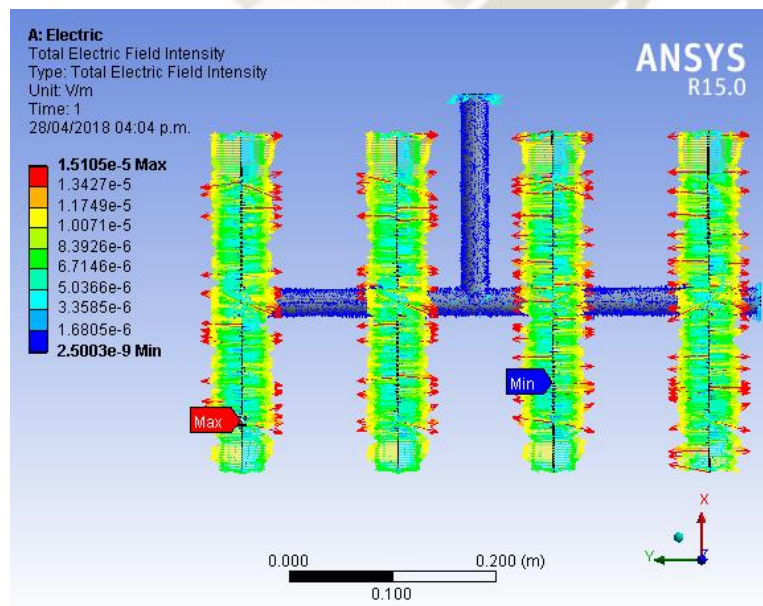 A: Electric
Total Electric Field Intensity
Type: Total Electric Field Intensity
Unit: V/m
Time: 1
28/04/2018 04:04 p.m.
ANSYS
R15.0
1.5105e-5 Max
1.3427e-5
1.1749e-5
1.0071e-5
8.3926e-6
6.7146e-6
5.0366e-6
3.3585e-6
1.6805e-6
2.5003e-9 Min
Min
Max
X
Y
Z
0.000
0.200 (m)
0.100